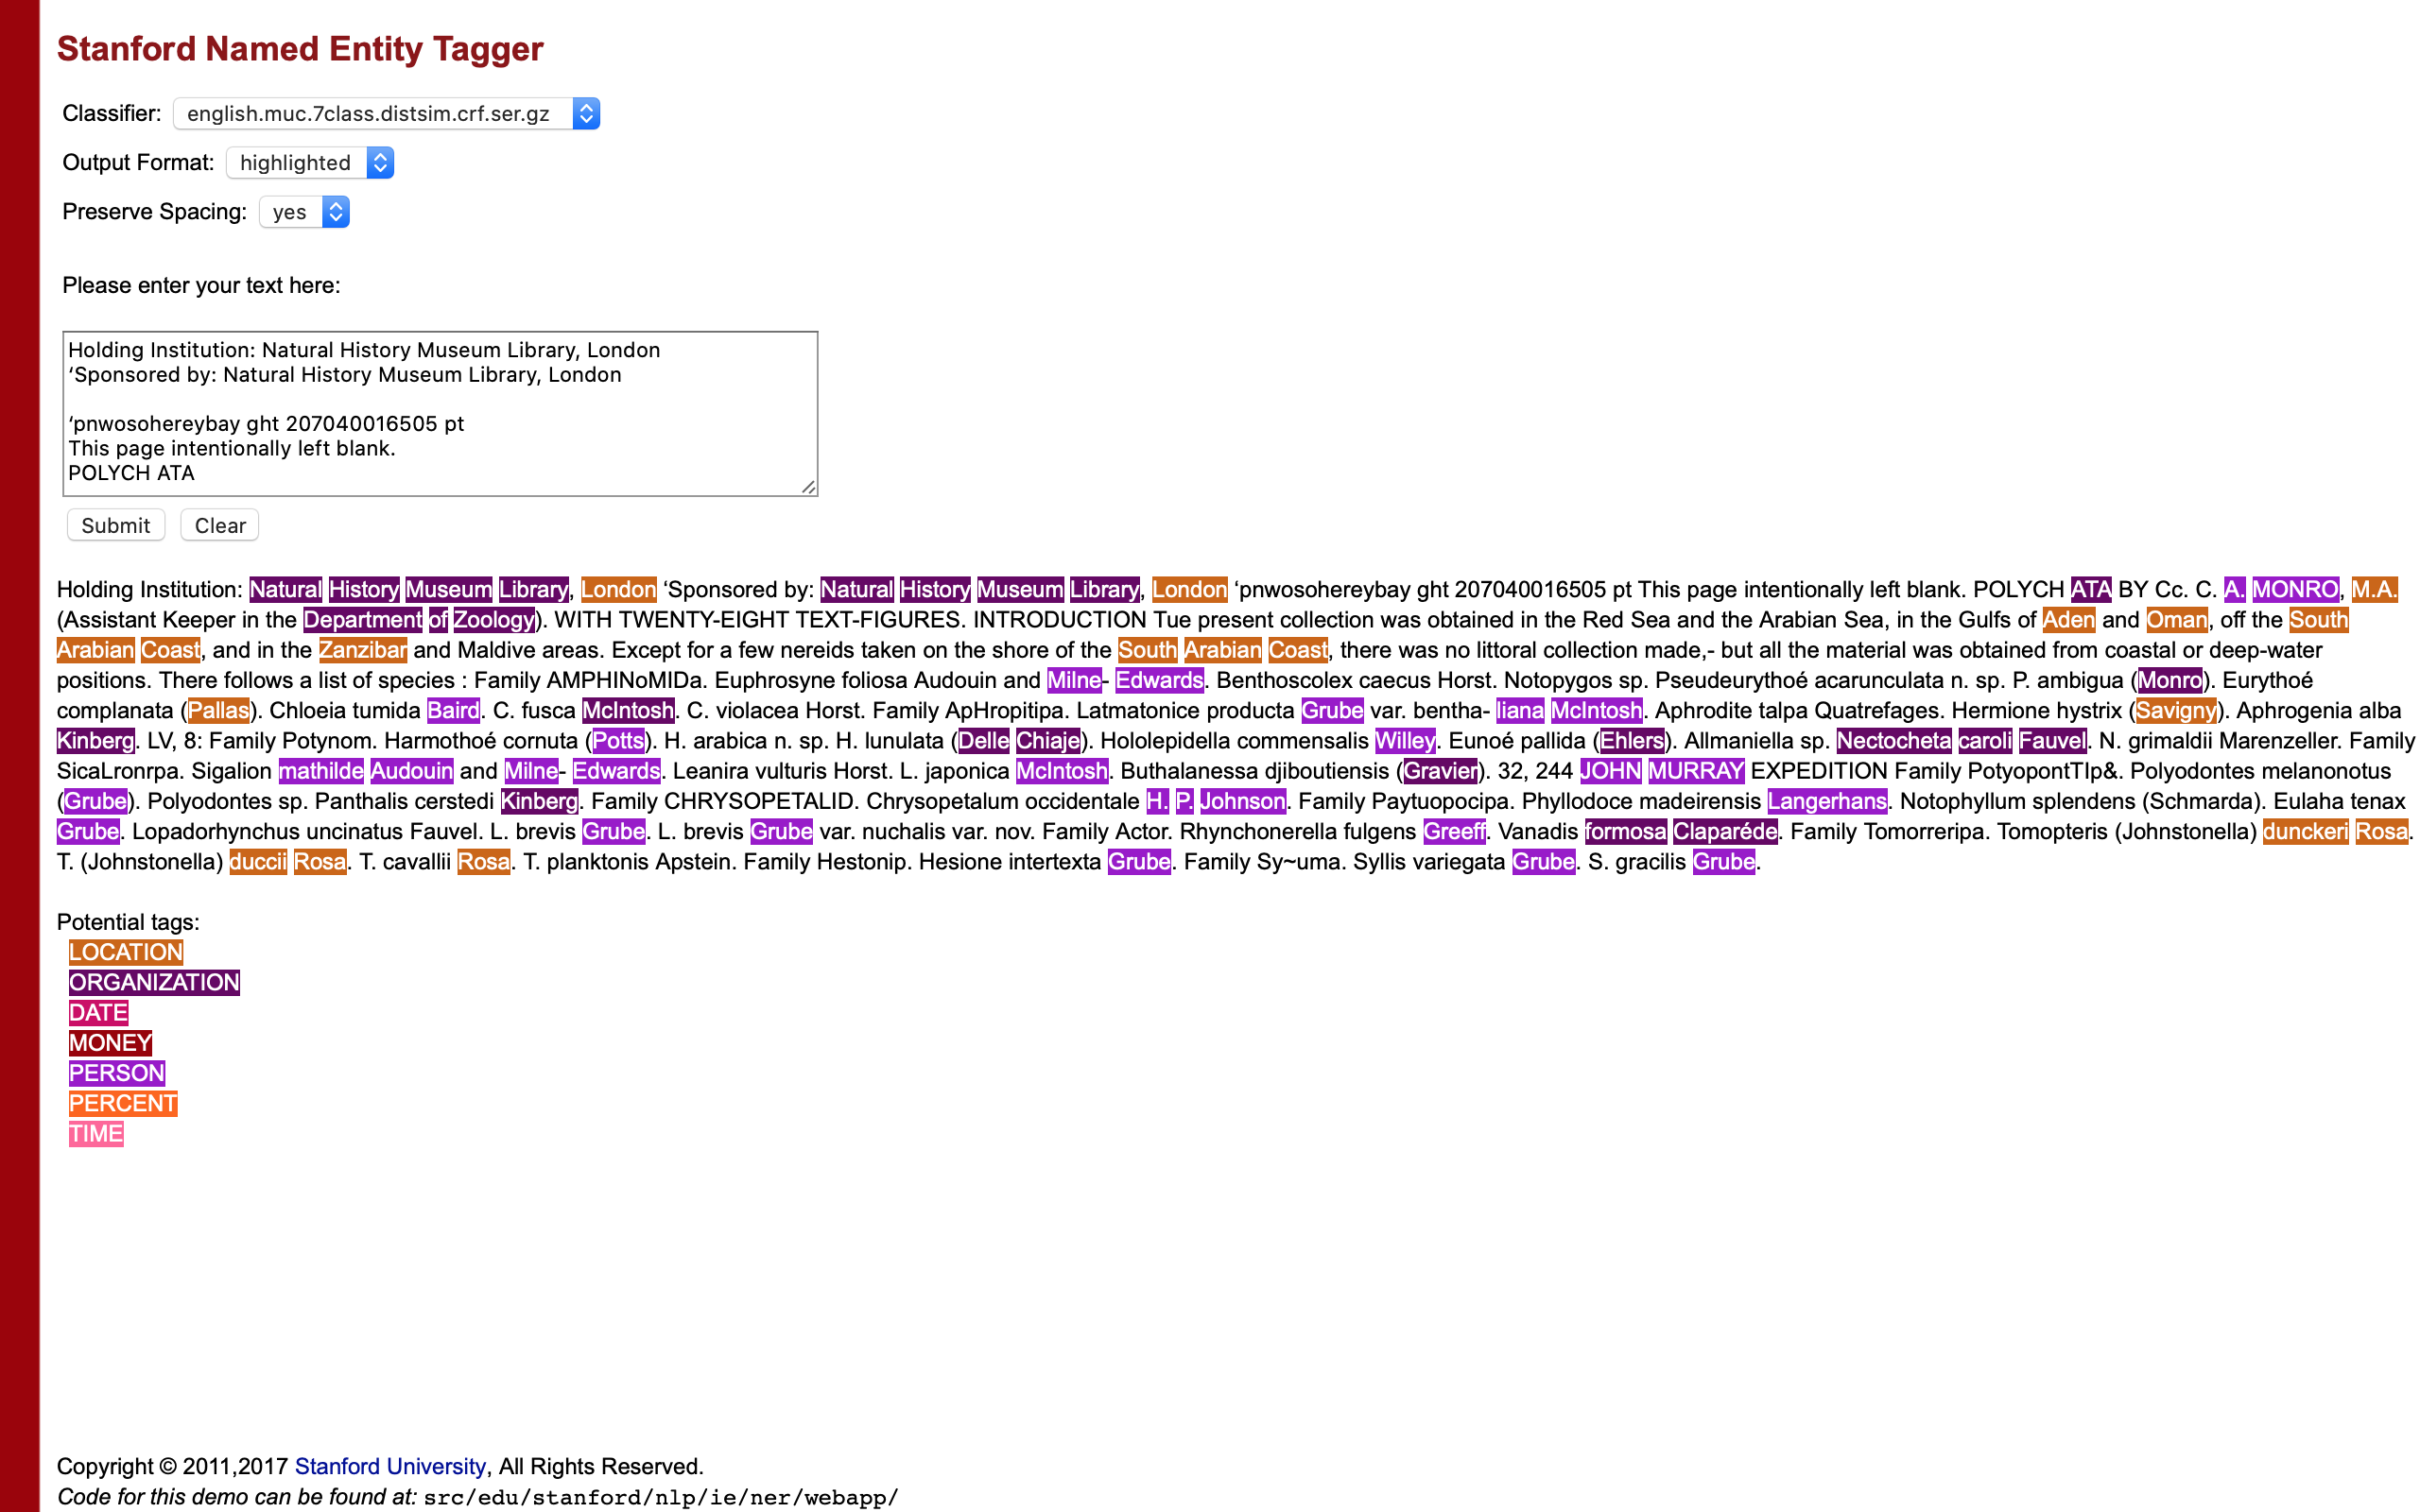 Stanford Named Entity Tagger
Classifier: english.muc.7class.distsim.crf.ser.gz
Output Format: highlighted
Preserve Spacing: yes
Please enter your text here:
Holding Institution: Natural History Museum Library, London
‘Sponsored by: Natural History Museum Library, London
‘pnwosohereybay ght 207040016505 pt
This page intentionally left blank.
POLYCH ATA
Submit Clear
Holding Institution: Natural History Museum Library, London ‘Sponsored by: Natural History Museum Library, London ‘pnwosohereybay ght 207040016505 pt This page intentionally left blank. POLYCH ATA BY Cc. C. A. MONRO, M.A.
(Assistant Keeper in the Department of Zoology). WITH TWENTY-EIGHT TEXT-FIGURES. INTRODUCTION Tue present collection was obtained in the Red Sea and the Arabian Sea, in the Gulfs of Aden and Oman, off the South
Arabian Coast, and in the Zanzibar and Maldive areas. Except for a few nereids taken on the shore of the South Arabian Coast, there was no littoral collection made,- but all the material was obtained from coastal or deep-water
positions. There follows a list of species : Family AMPHINoMIDa. Euphrosyne foliosa Audouin and Milne- Edwards. Benthoscolex caecus Horst. Notopygos sp. Pseudeurythoé acarunculata n. sp. P. ambigua (Monro). Eurythoé
complanata (Pallas). Chloeia tumida Baird. C. fusca McIntosh. C. violacea Horst. Family ApHropitipa. Latmatonice producta Grube var. bentha- liana McIntosh. Aphrodite talpa Quatrefages. Hermione hystrix (Savigny). Aphrogenia alba
Kinberg. LV, 8: Family Potynom. Harmothoé cornuta (Potts). H. arabica n. sp. H. lunulata (Delle Chiaje). Hololepidella commensalis Willey. Eunoé pallida (Ehlers). Allmaniella sp. Nectocheta caroli Fauvel. N. grimaldii Marenzeller. Family
SicaLronrpa. Sigalion mathilde Audouin and Milne- Edwards. Leanira vulturis Horst. L. japonica McIntosh. Buthalanessa djiboutiensis (Gravier). 32, 244 JOHN MURRAY EXPEDITION Family PotyopontTIp&. Polyodontes melanonotus
(Grube). Polyodontes sp. Panthalis cerstedi Kinberg. Family CHRYSOPETALID. Chrysopetalum occidentale H. P. Johnson. Family Paytuopocipa. Phyllodoce madeirensis Langerhans. Notophyllum splendens (Schmarda). Eulaha tenax
Grube. Lopadorhynchus uncinatus Fauvel. L. brevis Grube. L. brevis Grube var. nuchalis var. nov. Family Actor. Rhynchonerella fulgens Greeff. Vanadis formosa Claparéde. Family Tomorreripa. Tomopteris (Johnstonella) dunckeri Rosa.
T. (Johnstonella) duccii Rosa. T. cavallii Rosa. T. planktonis Apstein. Family Hestonip. Hesione intertexta Grube. Family Sy~uma. Syllis variegata Grube. S. gracilis Grube.
Potential tags:
LOCATION
ORGANIZATION
DATE
MONEY
PERSON
PERCENT
TIME
Copyright © 2011,2017 Stanford University, All Rights Reserved.
Code for this demo can be found at: src/edu/stanford/nlp/ie/ner/webapp/